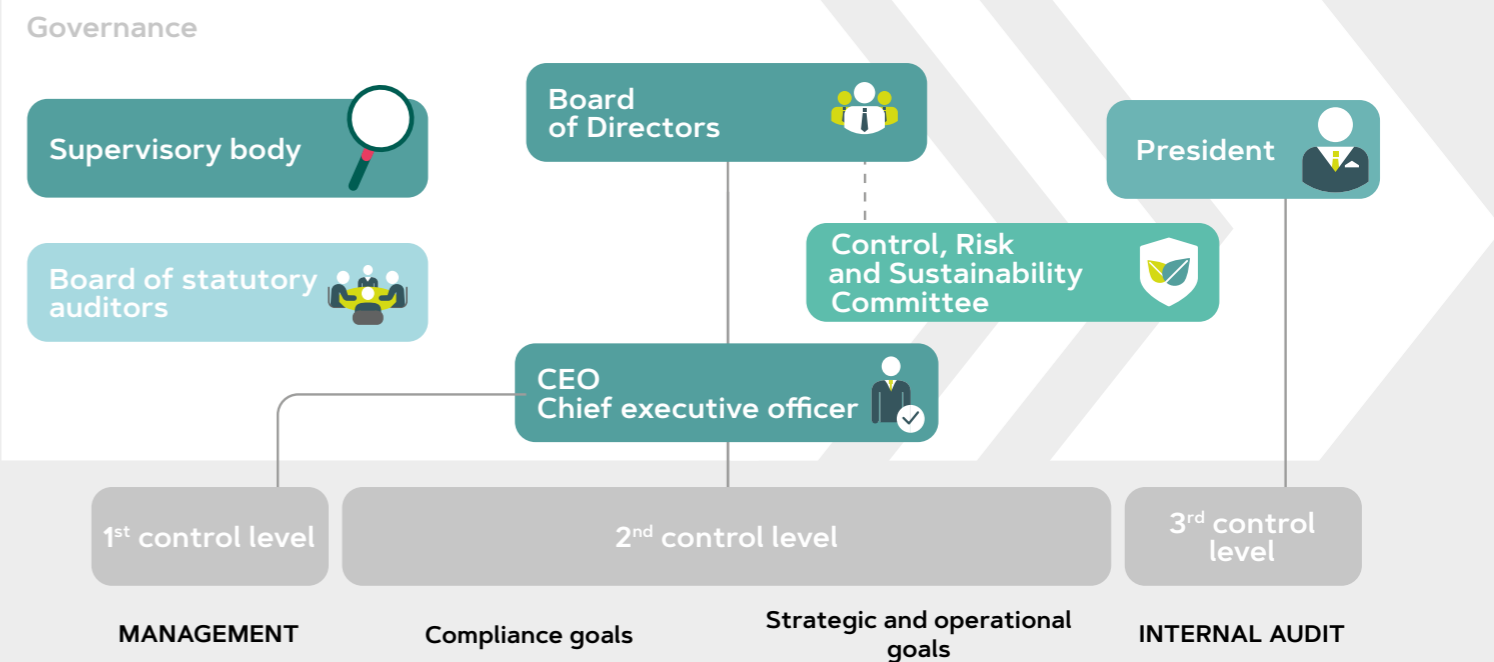 Governance
Supervisory body
Board
of Directors
President
Board of statutory
auditors
Control, Risk
and Sustainability
Committee
CEO
Chief executive officer
1st control level
2nd control level
3rd control
level
MANAGEMENT
Compliance goals
Strategic and operational
goals
INTERNAL AUDIT